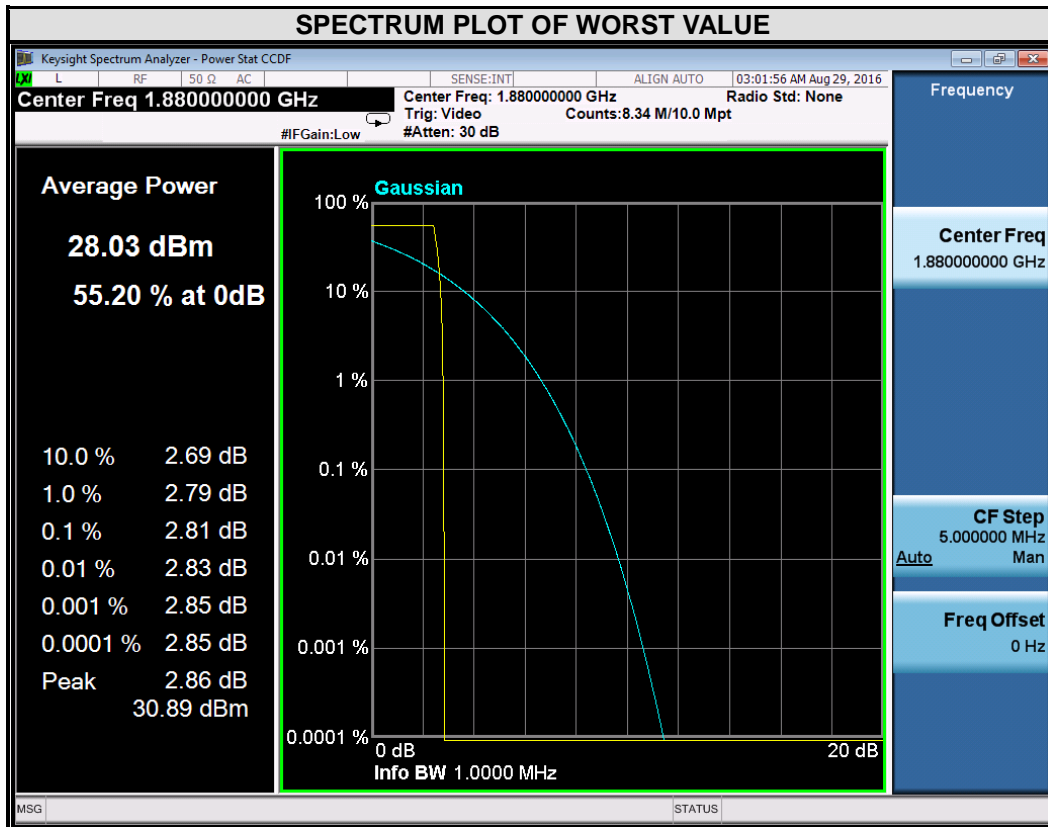 SPECTRUM PLOT OF WORST VALUE
Keysight Spectrum Analyzer - Power Stat CCDF
LXI L RF 50 Ω AC SENSE:INT ALIGN AUTO 03:01:56 AM Aug 29, 2016
Center Freq 1.880000000 GHz
Center Freq: 1.880000000 GHz Radio Std: None
Trig: Video Counts:8.34 M/10.0 Mpt
#IFGain:Low #Atten: 30 dB
Average Power
28.03 dBm
55.20 % at 0dB
10.0 % 2.69 dB
1.0 % 2.79 dB
0.1 % 2.81 dB
0.01 % 2.83 dB
0.001 % 2.85 dB
0.0001 % 2.85 dB
Peak 2.86 dB
30.89 dBm
Gaussian
100 %
10 %
1 %
0.1 %
0.01 %
0.001 %
0.0001 %
0 dB 20 dB
Info BW 1.0000 MHz
Frequency
Center Freq
1.880000000 GHz
CF Step
5.000000 MHz
Auto Man
Freq Offset
0 Hz
MSG STATUS